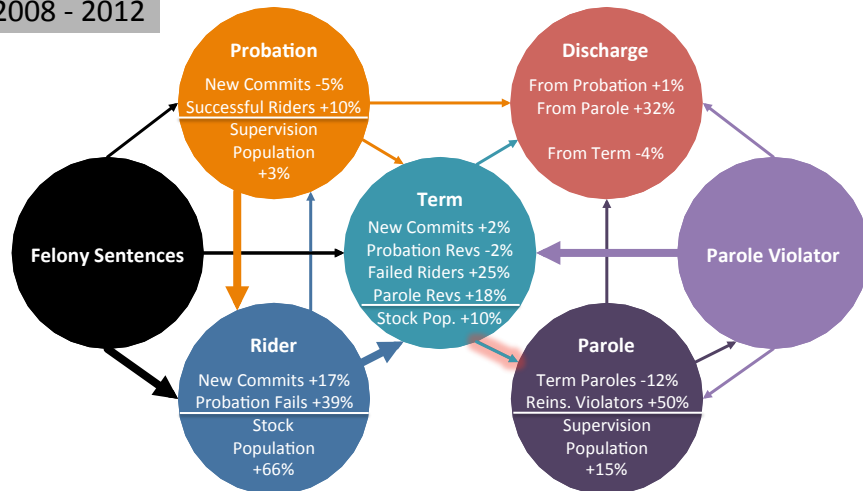 2008 - 2012
Probation
New Commits -5%
Successful Riders +10%
Supervision
Population
+3%
Discharge
From Probation +1%
From Parole +32%
From Term -4%
Felony Sentences
Term
New Commits +2%
Probation Revs -2%
Failed Riders +25%
Parole Revs +18%
Stock Pop. +10%
Parole Violator
Rider
New Commits +17%
Probation Fails +39%
Stock
Population
+66%
Parole
Term Paroles -12%
Reins. Violators +50%
Supervision
Population
+15%